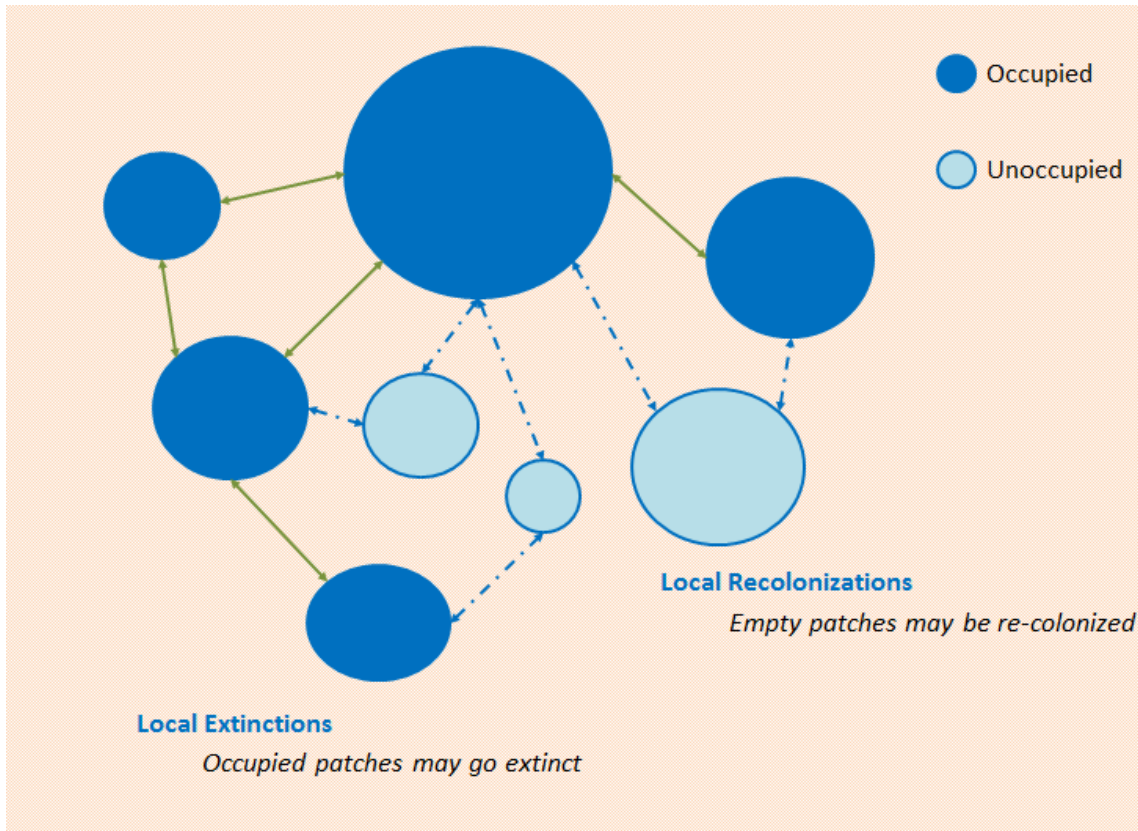 Occupied
Unoccupied
Local Recolonizations
Empty patches may be re-colonized
Local Extinctions
Occupied patches may go extinct